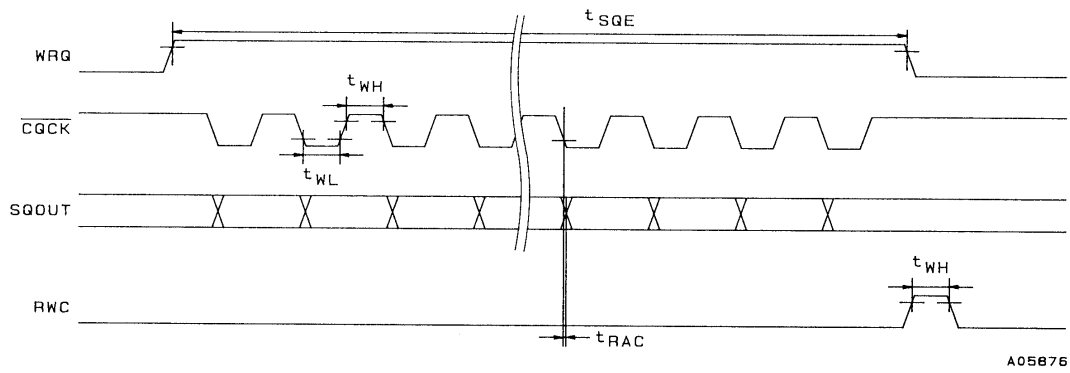 tSQE
WRQ
tWH
CQCK
tWL
SQOUT
tWH
RWC
tRAC
A05876